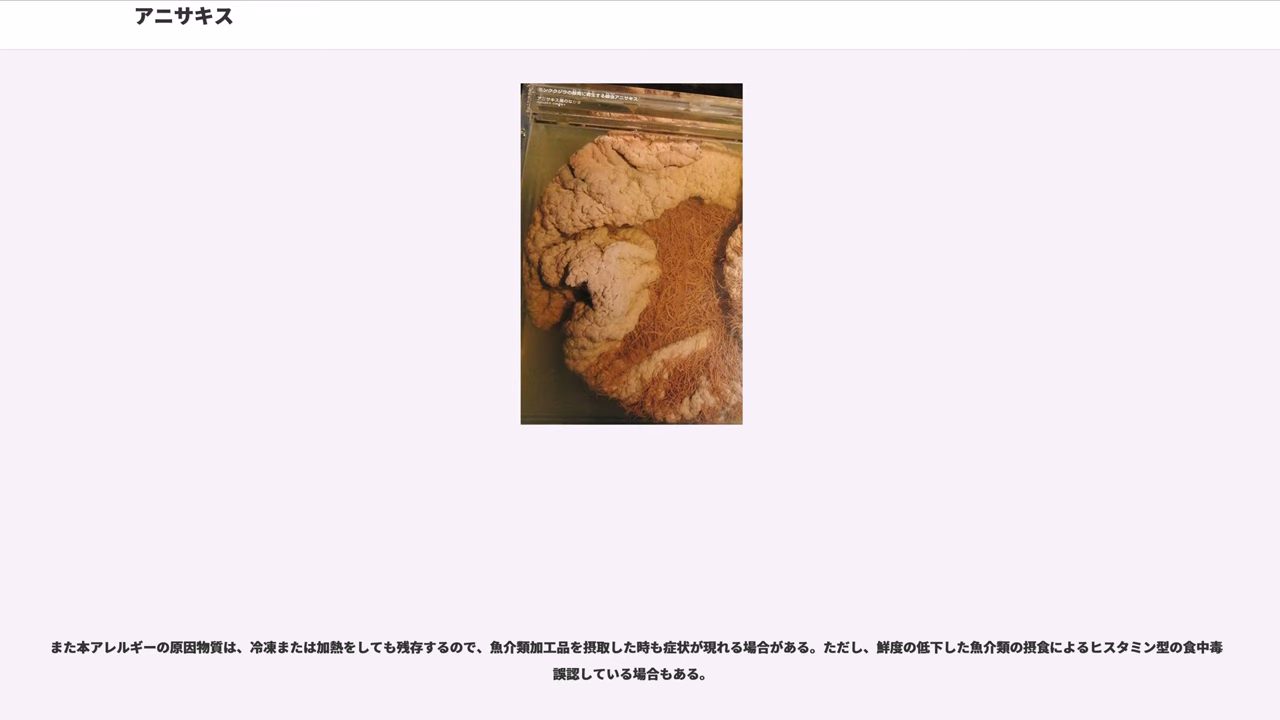 アニサキス
アニサキス
また本アレルギーの原因物質は、冷凍または加熱をしても残存するので、魚介類加工品を摂取した時も症状が現れる場合がある。ただし、鮮度の低下した魚介類の摂食によるヒスタミン型の食中毒
誤認している場合もある。